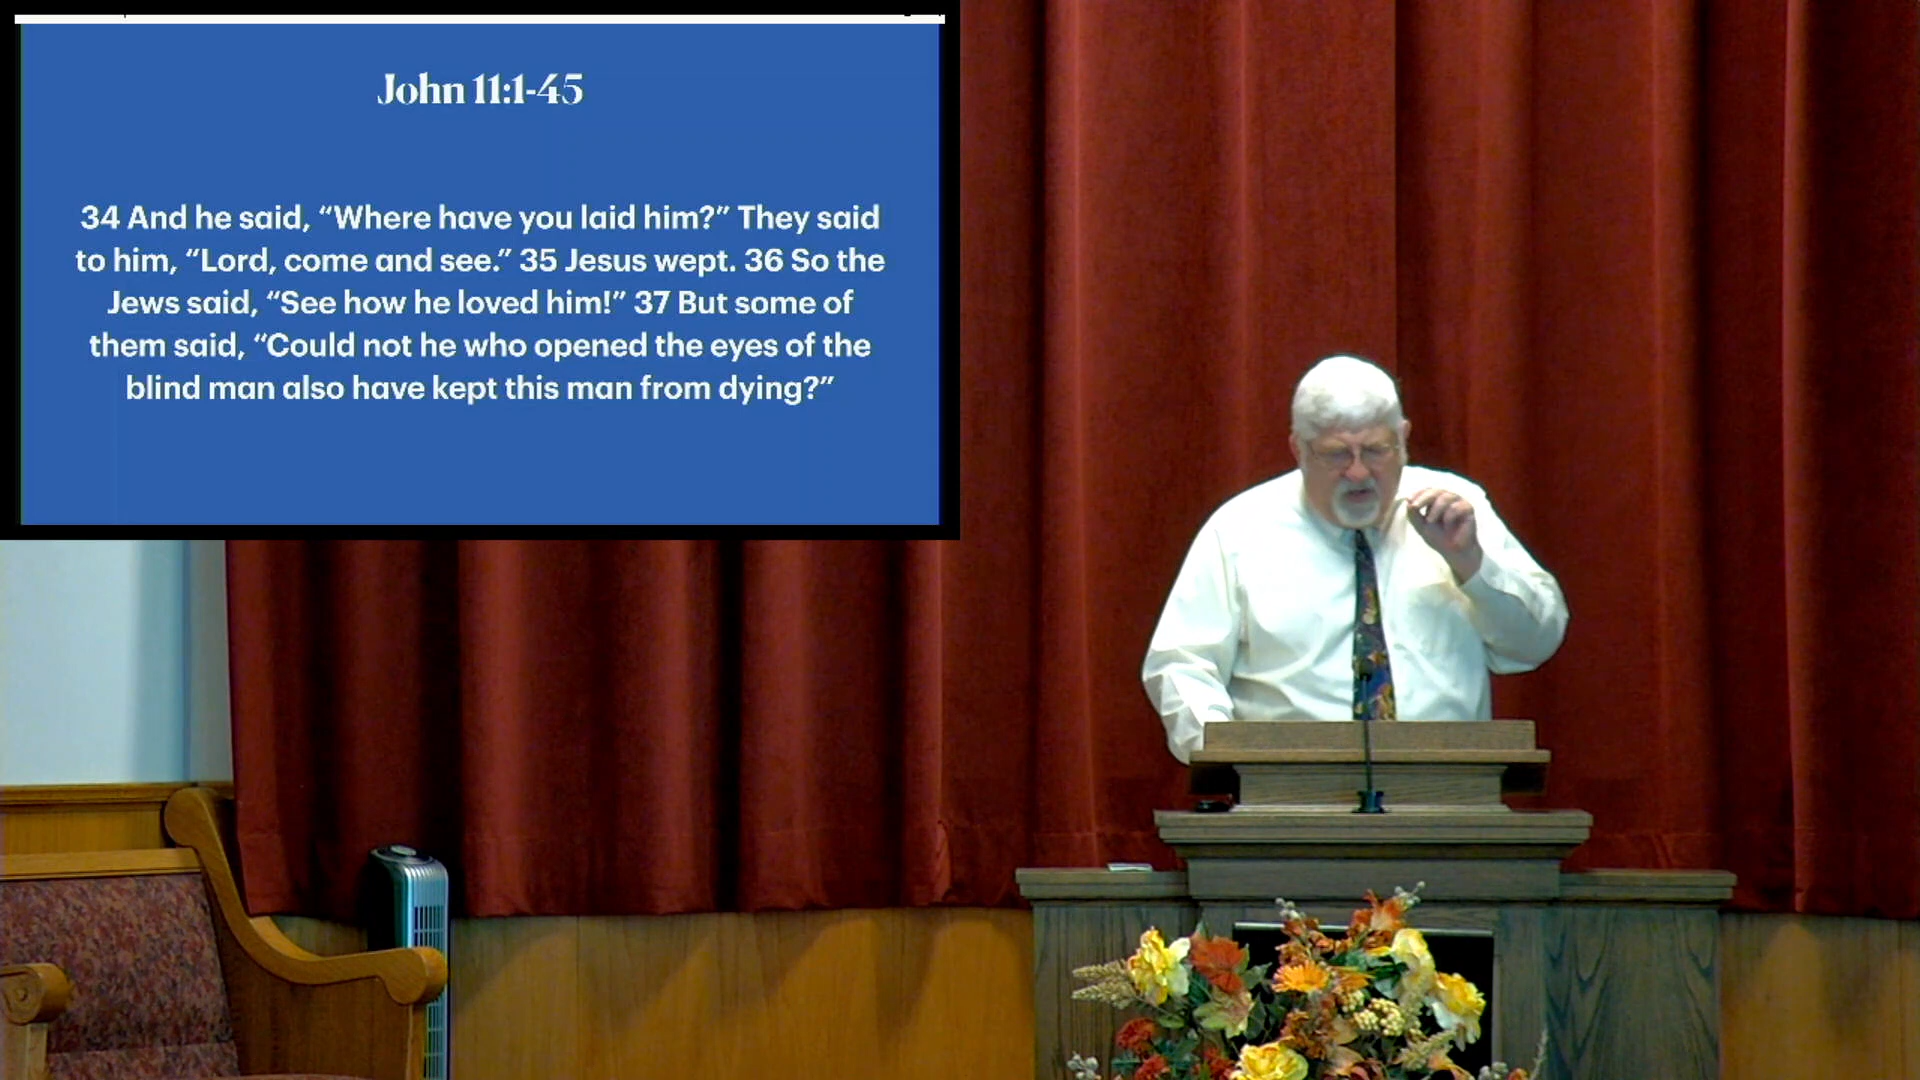 John 11:1-45
34 And he said, “Where have you laid him?” They said
to him, “Lord, come and see.” 35 Jesus wept. 36 So the
Jews said, “See how he loved him!” 37 But some of
them said, “Could not he who opened the eyes of the
blind man also have kept this man from dying?”